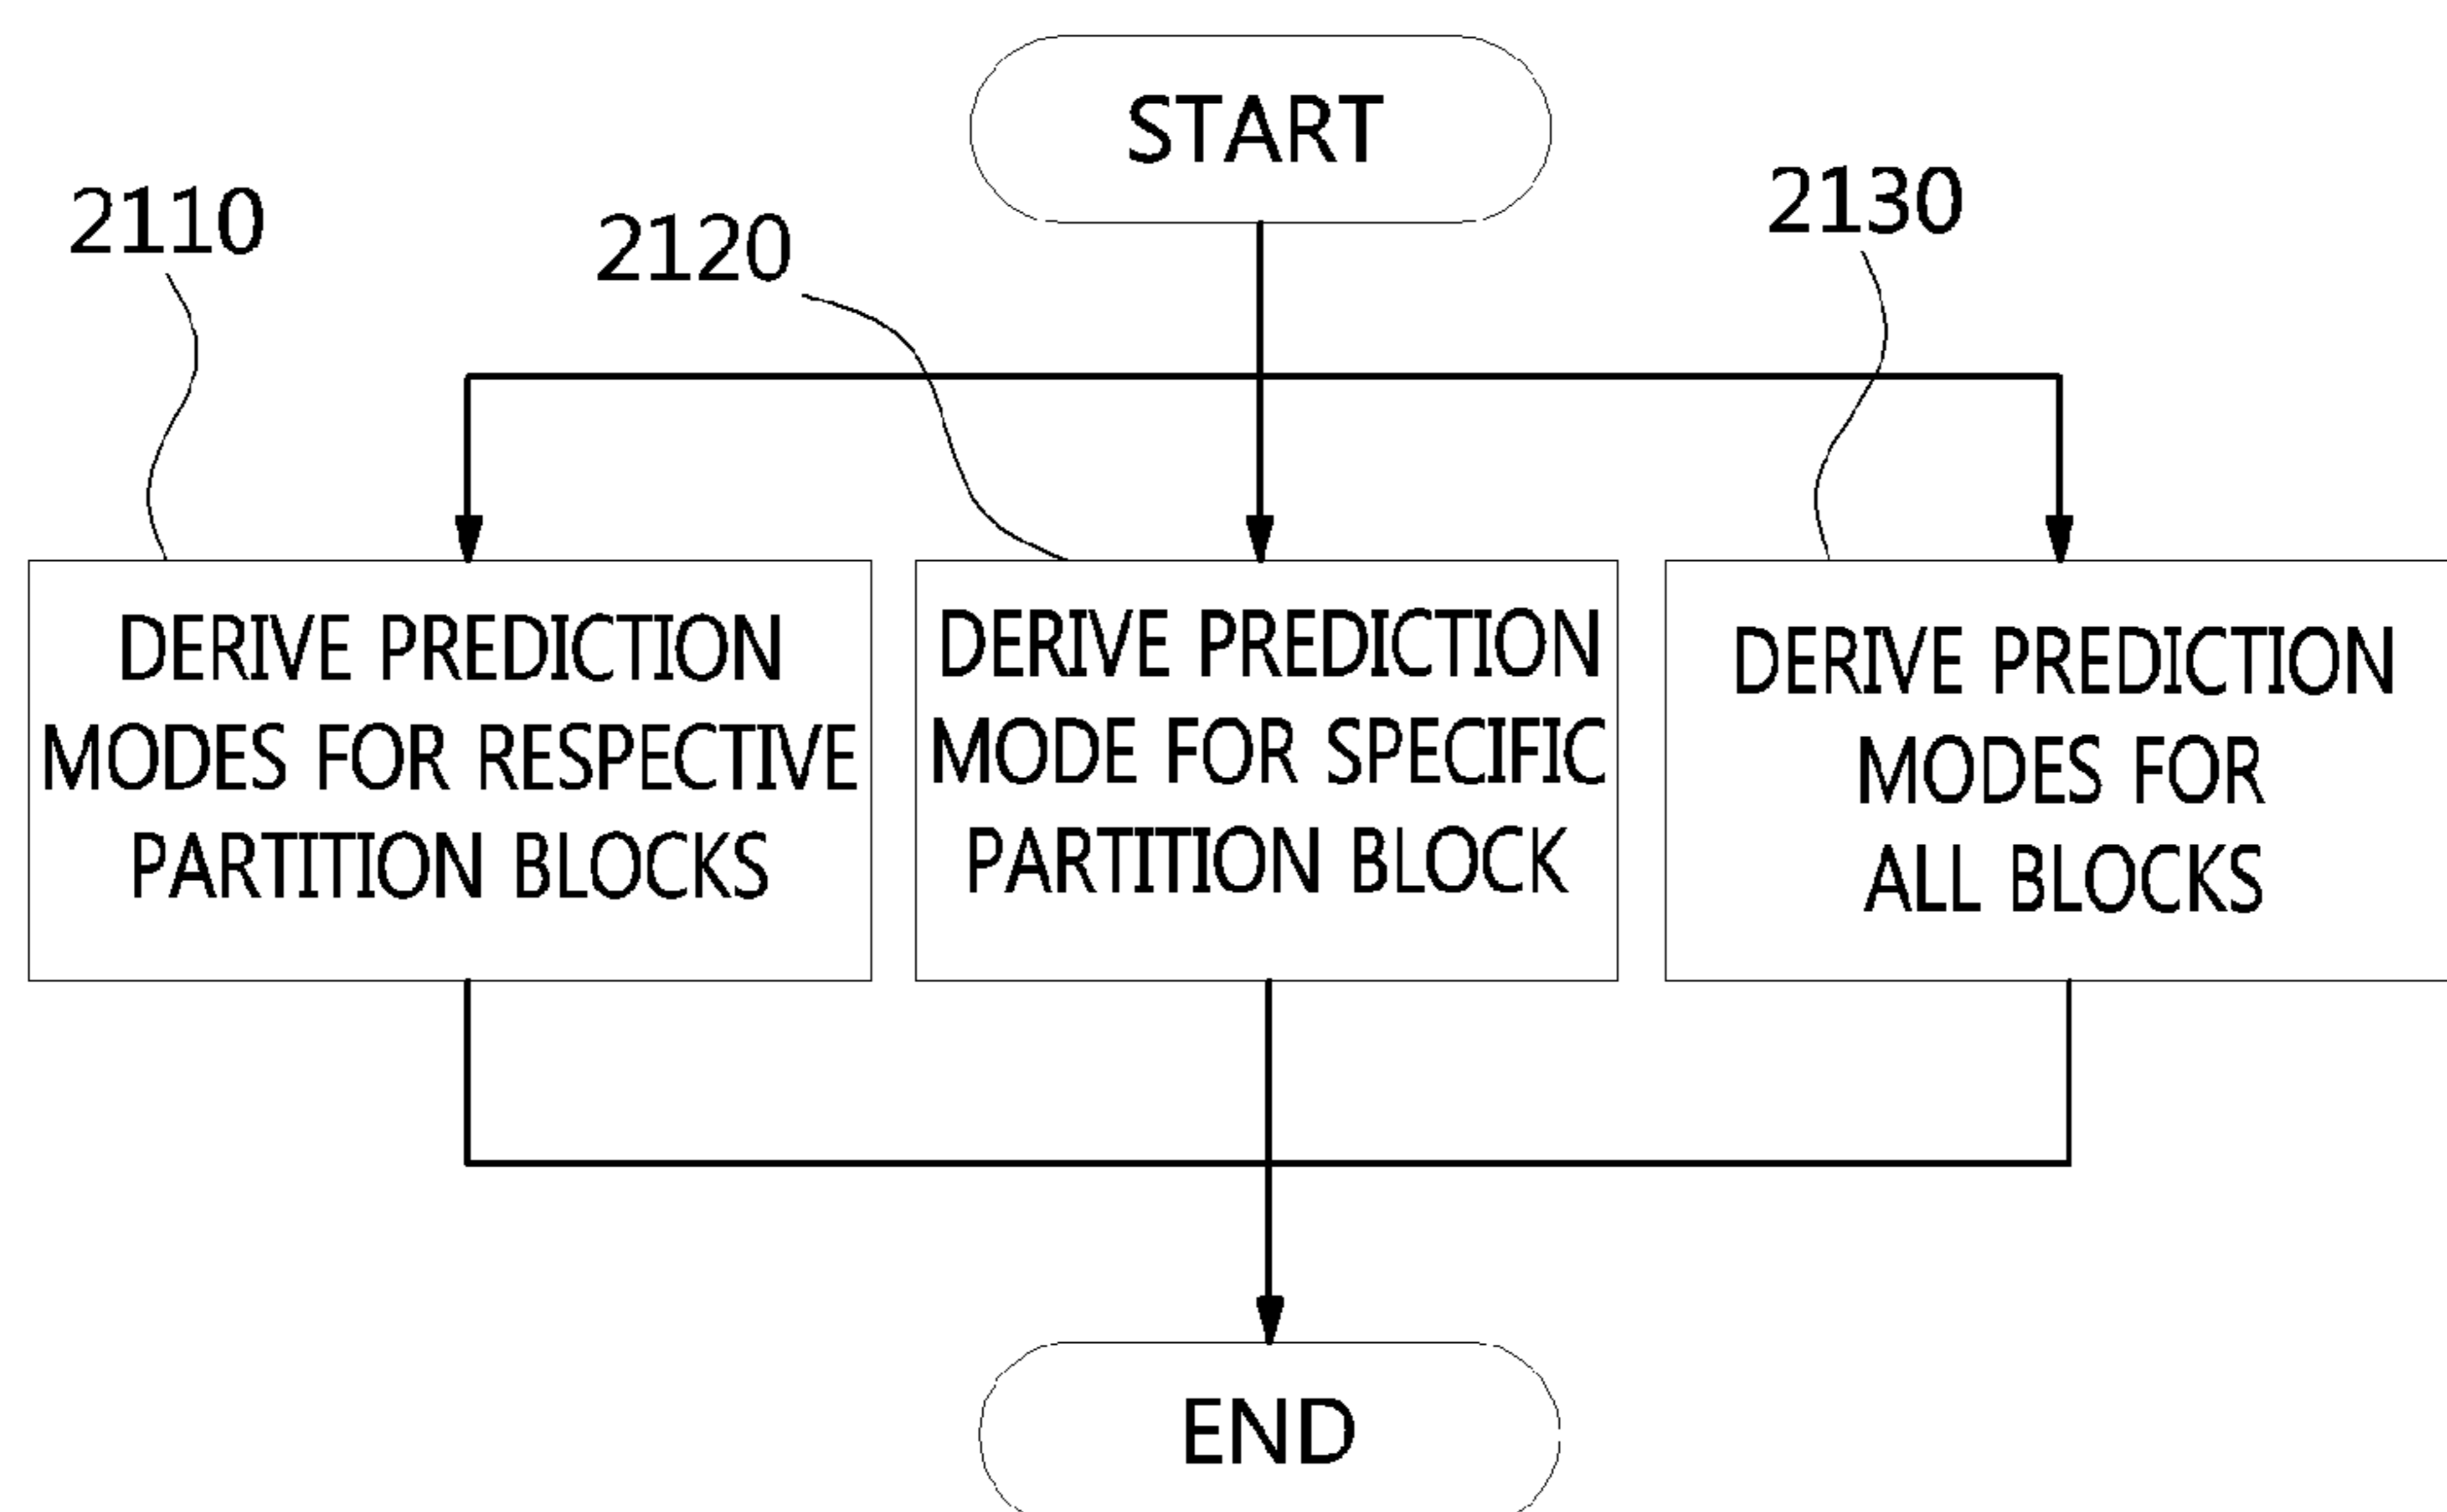 START
2110
2120
2130
DERIVE PREDICTION
MODES FOR RESPECTIVE
PARTITION BLOCKS
DERIVE PREDICTION
MODE FOR SPECIFIC
PARTITION BLOCK
DERIVE PREDICTION
MODES FOR
ALL BLOCKS
END